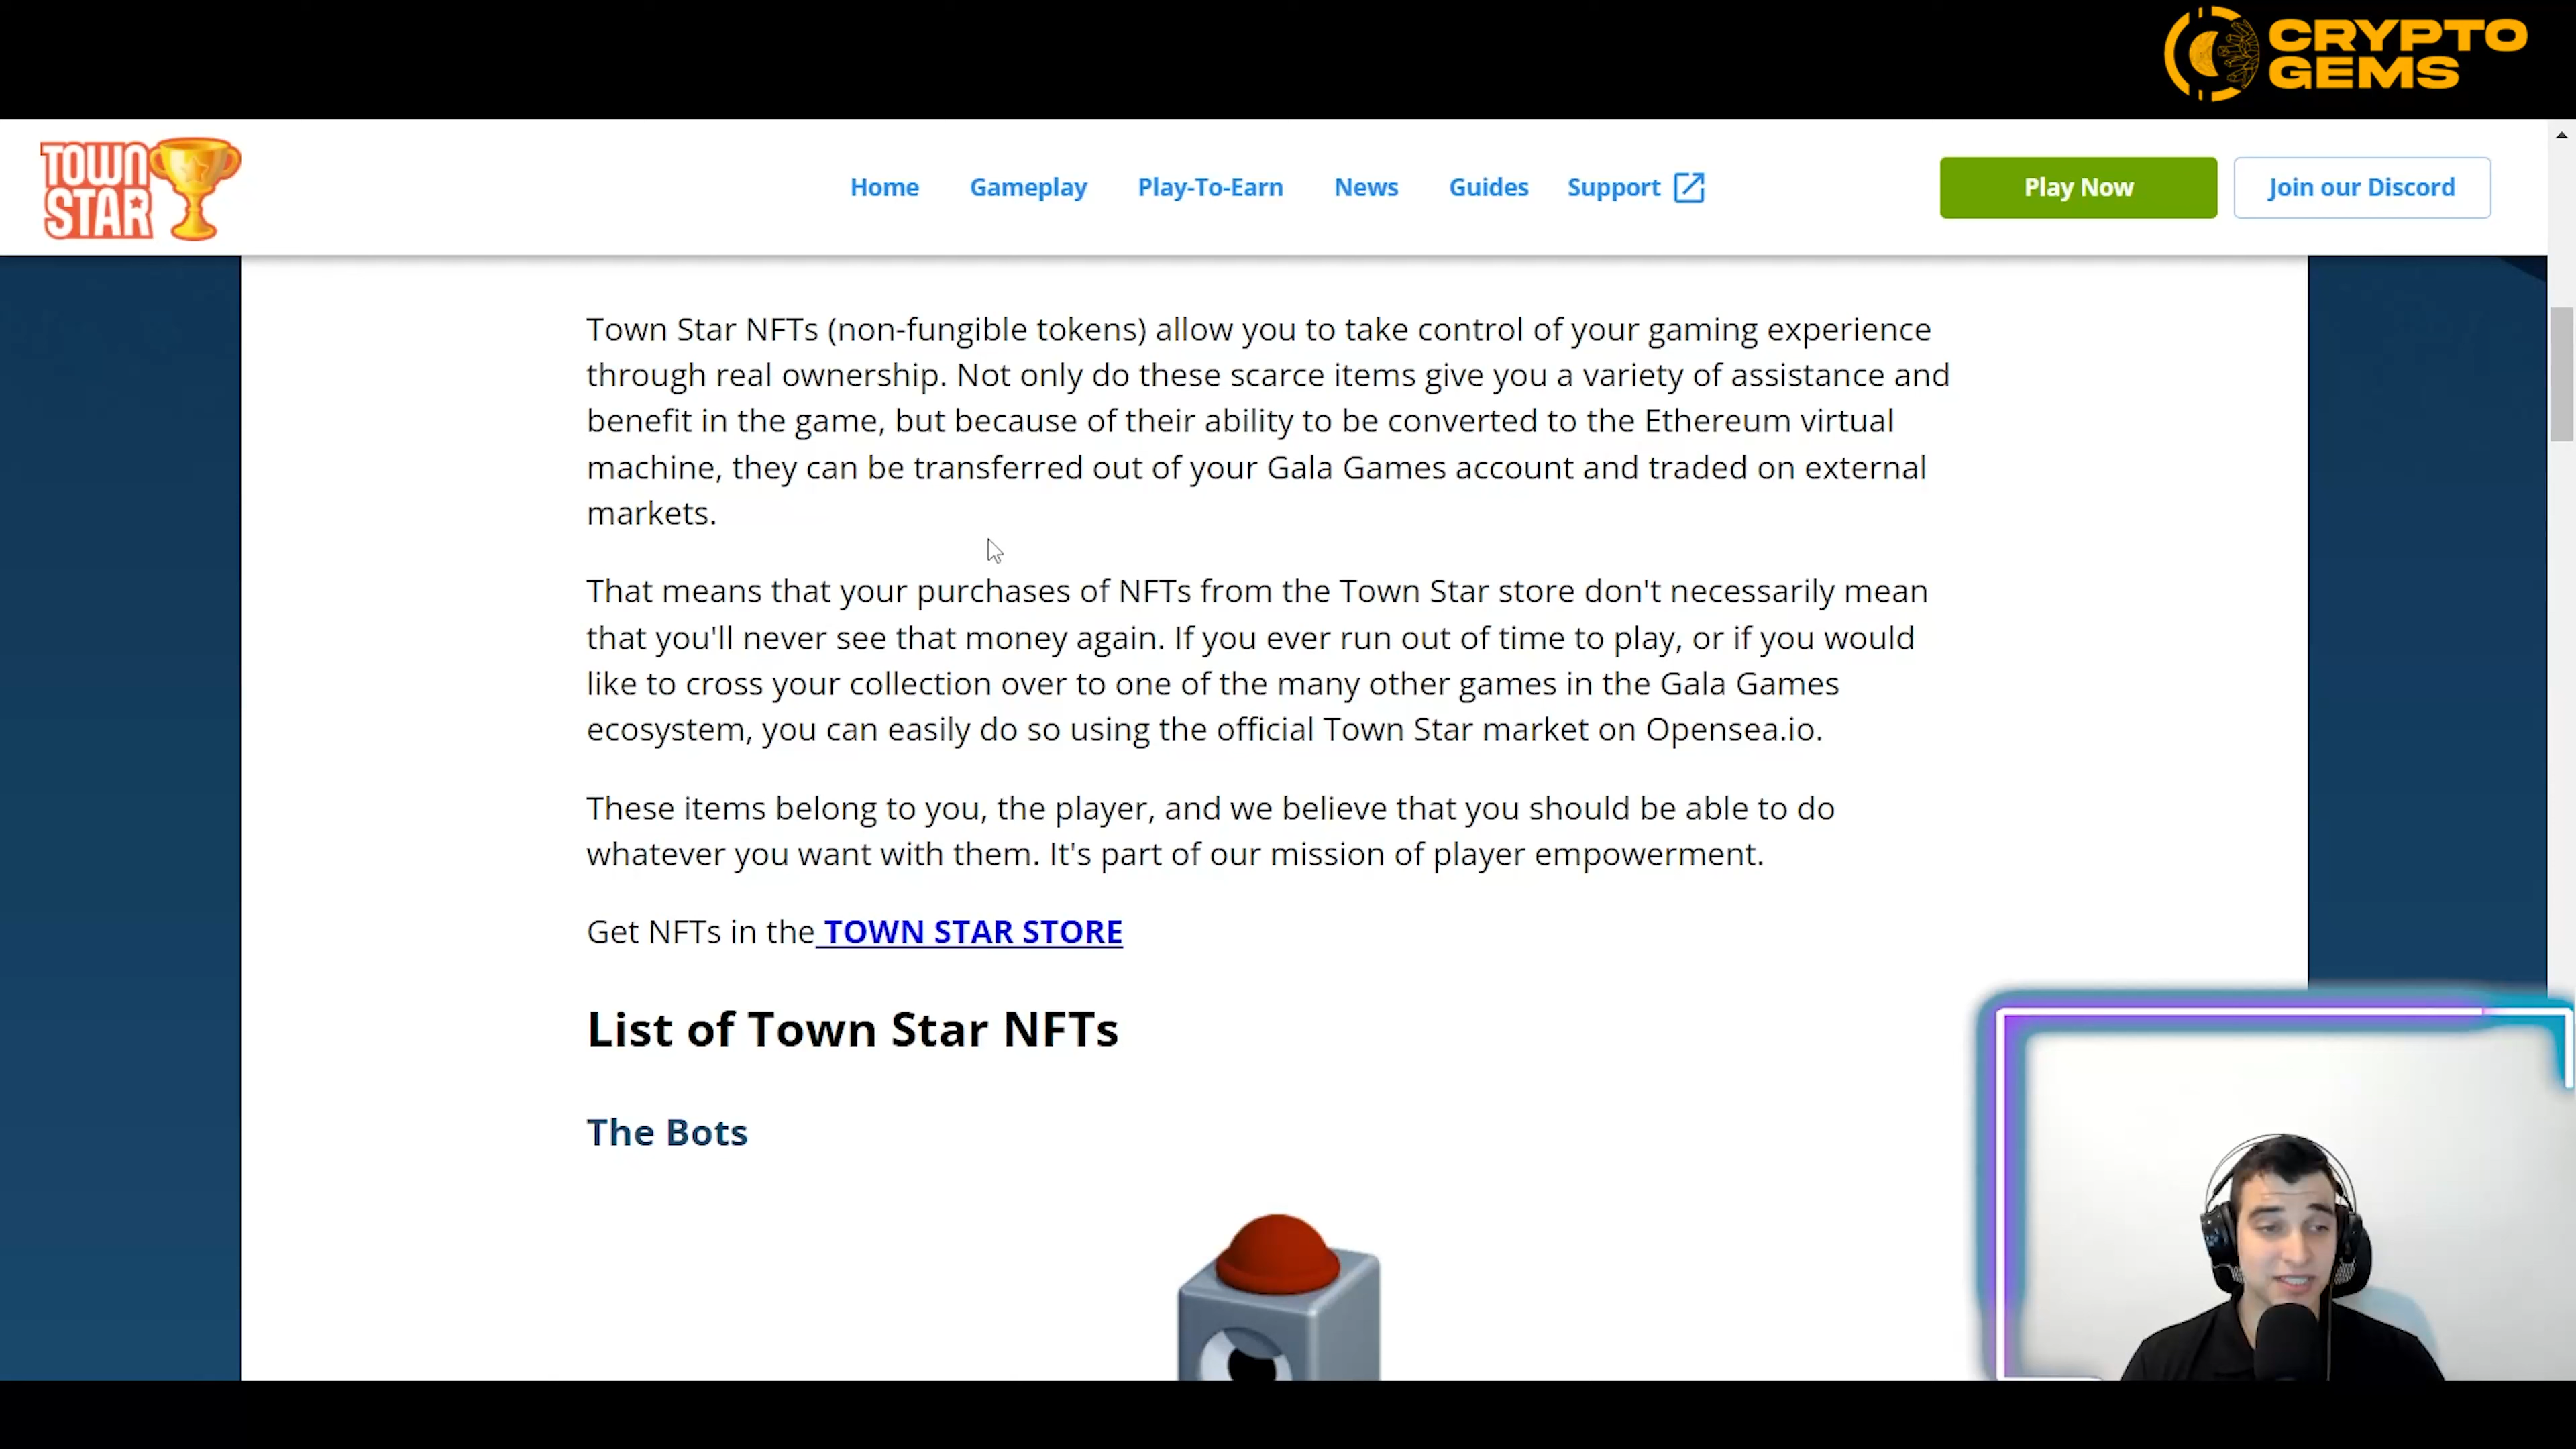 CRYPTO
GEMS
TOWN
STAR
Home
Gameplay
Play-To-Earn
News
Guides
Support
Play Now
Join our Discord
Town Star NFTs (non-fungible tokens) allow you to take control of your gaming experience
through real ownership. Not only do these scarce items give you a variety of assistance and
benefit in the game, but because of their ability to be converted to the Ethereum virtual
machine, they can be transferred out of your Gala Games account and traded on external
markets.
That means that your purchases of NFTs from the Town Star store don't necessarily mean
that you'll never see that money again. If you ever run out of time to play, or if you would
like to cross your collection over to one of the many other games in the Gala Games
ecosystem, you can easily do so using the official Town Star market on Opensea.io.
These items belong to you, the player, and we believe that you should be able to do
whatever you want with them. It's part of our mission of player empowerment.
Get NFTs in the TOWN STAR STORE
List of Town Star NFTs
The Bots